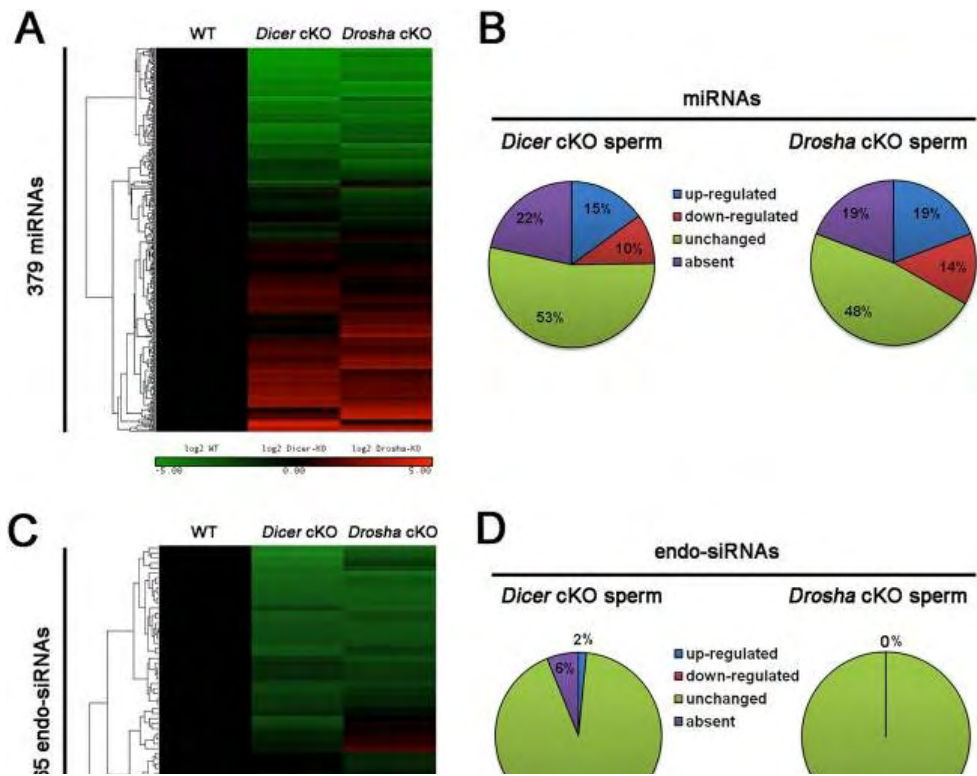 A
WT Dicer cKO Drosha cKO
379 miRNAs
log2 WT log2 Dicer-KO log2 Drosha-KO
-5.00 0.00 5.00
B
miRNAs
Dicer cKO sperm Drosha cKO sperm
22% 15% 10% 53%
up-regulated
down-regulated
unchanged
absent
19% 19% 14% 48%
C
WT Dicer cKO Drosha cKO
65 endo-siRNAs
D
endo-siRNAs
Dicer cKO sperm Drosha cKO sperm
2%
6%
up-regulated
down-regulated
unchanged
absent
0%